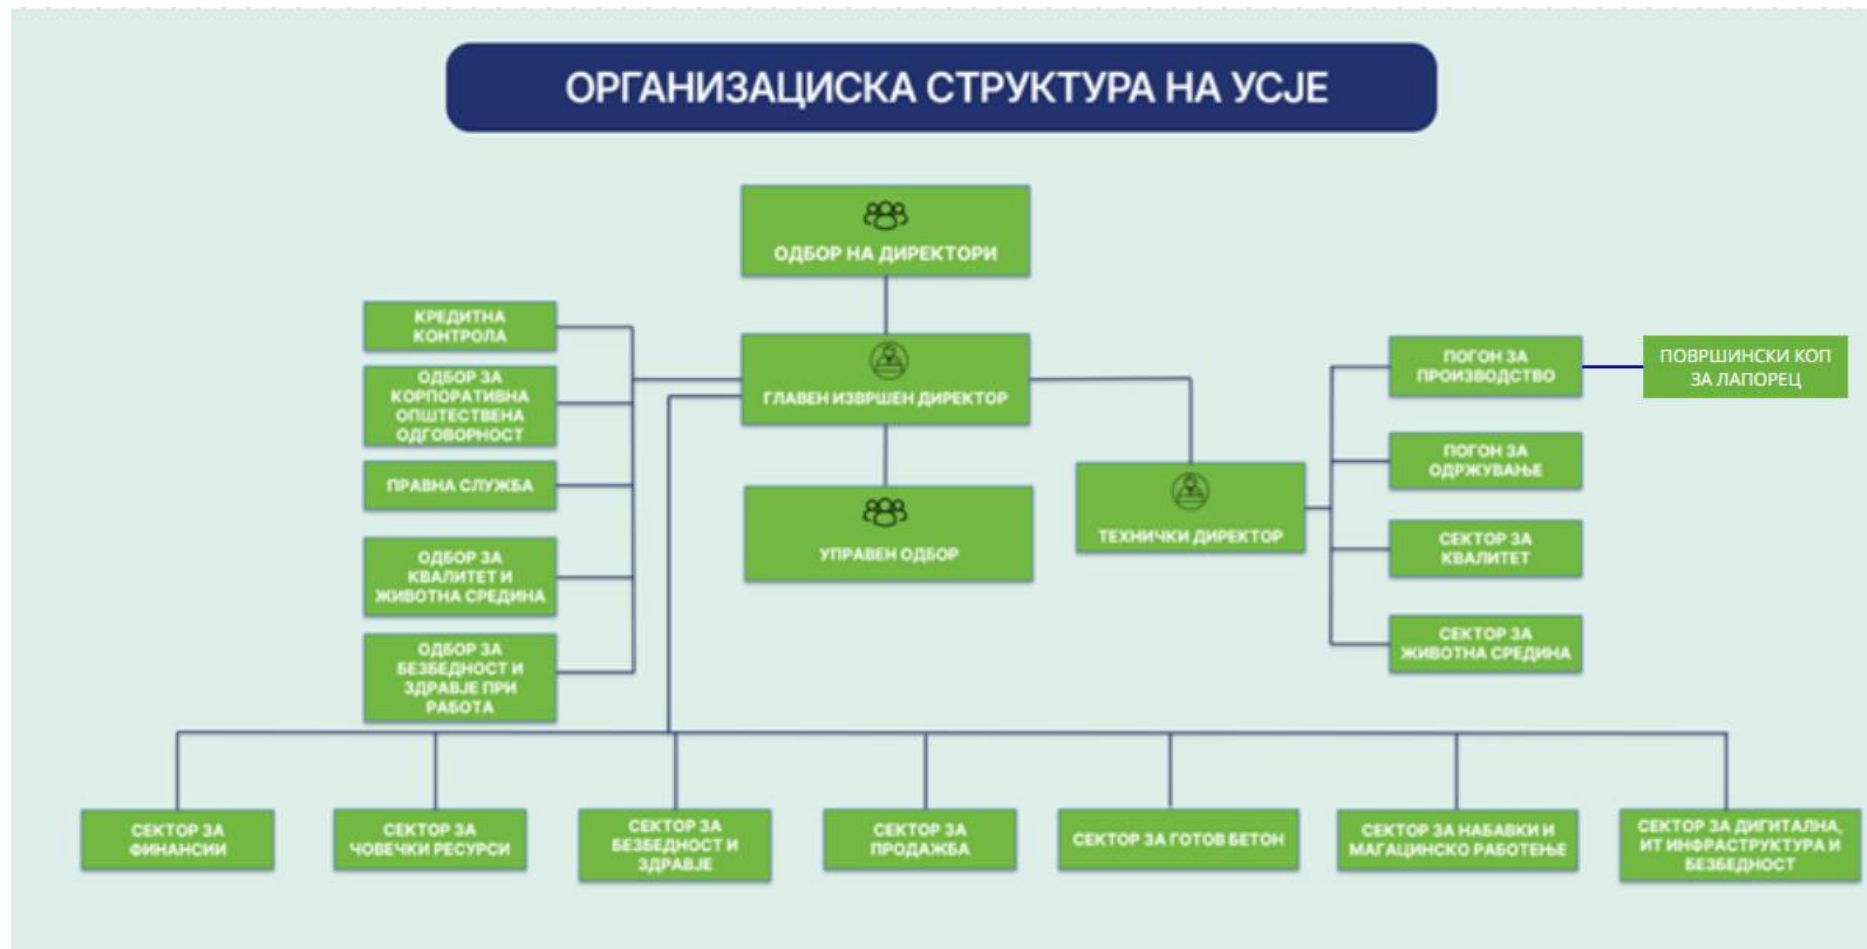 ОРГАНИЗАЦИСКА СТРУКТУРА НА УСЈЕ
ОДБОР НА ДИРЕКТОРИ
КРЕДИТНА
КОНТРОЛА
ОДБОР ЗА
КОРПОРАТИВНА
ОПШТЕСТВЕНА
ОДГОВОРНОСТ
ПРАВНА СЛУЖБА
ОДБОР ЗА
КВАЛИТЕТ И
ЖИВОТНА СРЕДИНА
ОДБОР ЗА
БЕЗБЕДНОСТ И
ЗДРАВЈЕ ПРИ
РАБОТА
ГЛАВЕН ИЗВРШЕН ДИРЕКТОР
УПРАВЕН ОДБОР
ТЕХНИЧКИ ДИРЕКТОР
ПОГОН ЗА
ПРОИЗВОДСТВО
ПОВРШИНСКИ КОП
ЗА ЛАПОРЕЦ
ПОГОН ЗА
ОДРЖУВАЊЕ
СЕКТОР ЗА
КВАЛИТЕТ
СЕКТОР ЗА
ЖИВОТНА СРЕДИНА
СЕКТОР ЗА
ФИНАНСИИ
СЕКТОР ЗА
ЧОВЕЧКИ РЕСУРСИ
СЕКТОР ЗА
БЕЗБЕДНОСТ И
ЗДРАВЈЕ
СЕКТОР ЗА
ПРОДАЖБА
СЕКТОР ЗА ГОТОВ БЕТОН
СЕКТОР ЗА НАБАВКИ И
МАГАЦИНСКО РАБОТЕЊЕ
СЕКТОР ЗА ДИГИТАЛНА,
ИТ ИНФРАСТРУКТУРА И
БЕЗБЕДНОСТ